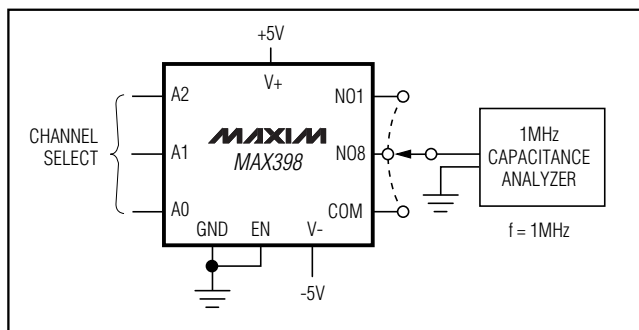 +5V
V+
A2
NO1
CHANNEL
SELECT
A1
MAXIM
MAX398
NO8
1MHz
CAPACITANCE
ANALYZER
A0
COM
GND
EN
V-
f = 1MHz
-5V